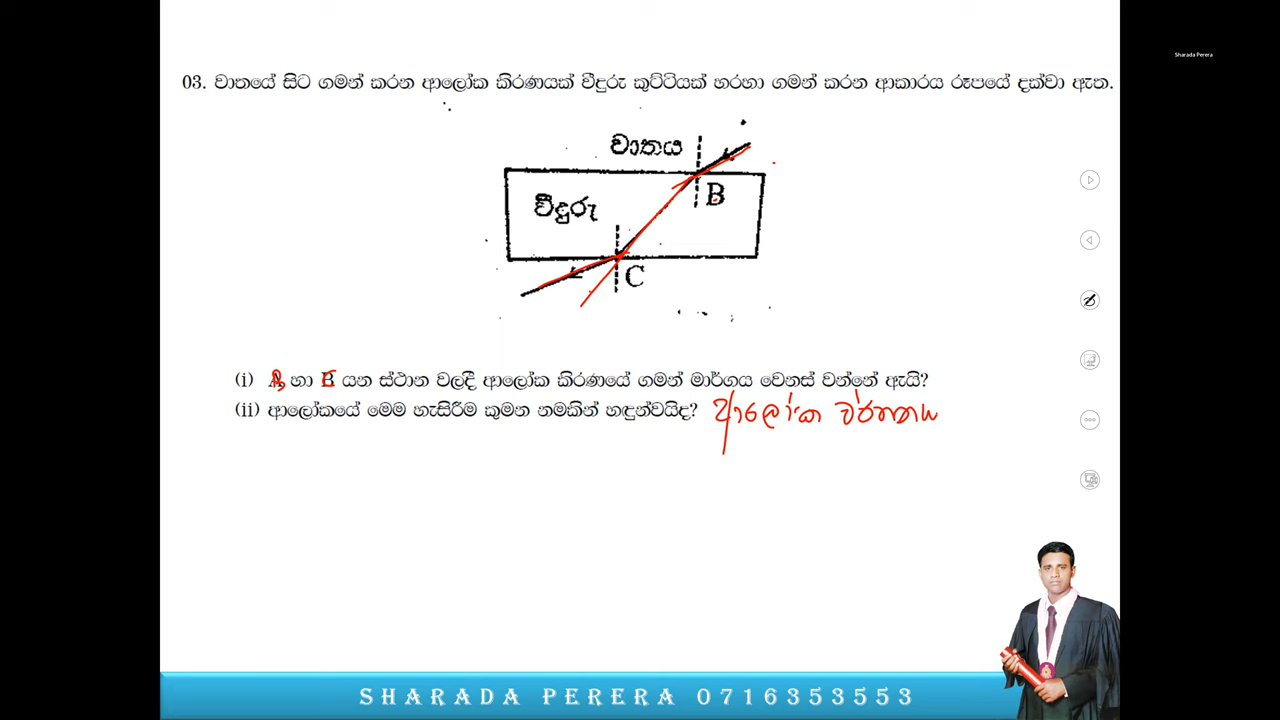 Sharada Perera
03. වාතයේ සිට ගමන් කරන ආලෝක කිරණයක් වීදුරු කුට්ටියක් හරහා ගමන් කරන ආකාරය රූපයේ දක්වා ඇත.
වාතය
B
වීදුරු
C
(i) B හා C යන ස්ථාන වලදී ආලෝක කිරණයේ ගමන් මාර්ගය වෙනස් වන්නේ ඇයි?
(ii) ආලෝකයේ මෙම හැසිරීම කුමන නමකින් හඳුන්වයිද? ආලෝක වර්තනය
SHARADA PERERA 0716353553